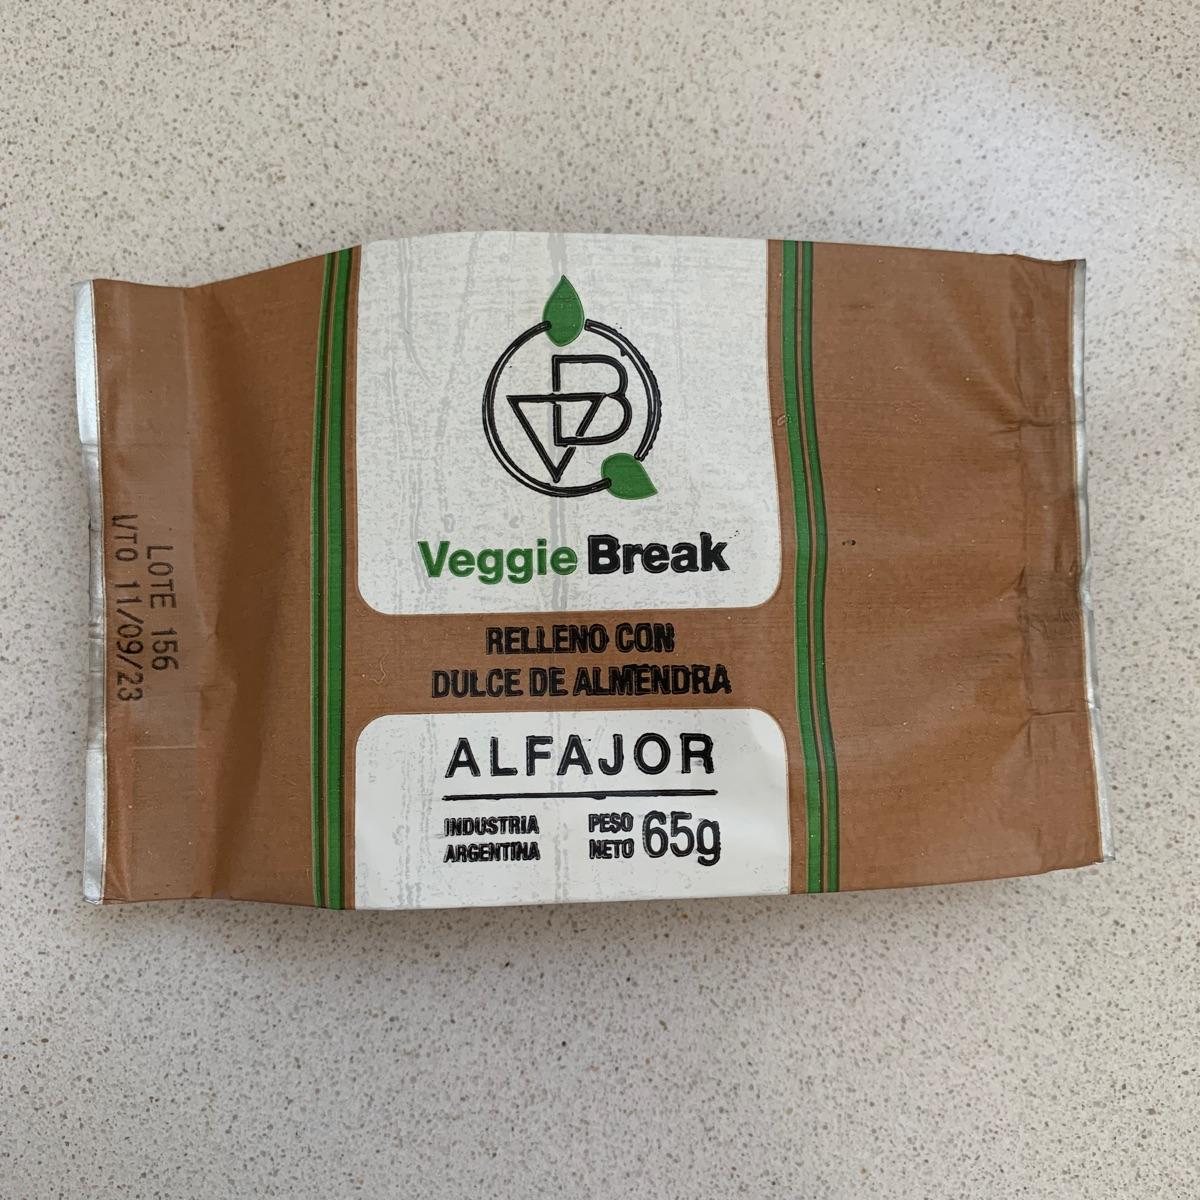 VB
Veggie Break
RELLENO CON
DULCE DE ALMENDRA
ALFAJOR
INDUSTRIA
ARGENTINA
PESO
NETO
65g
LOTE 156
VTO 11/09/23